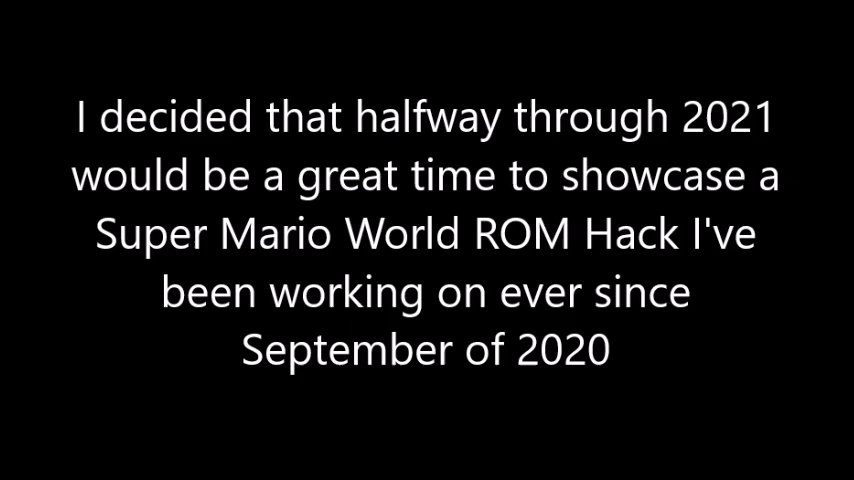 I decided that halfway through 2021
would be a great time to showcase a
Super Mario World ROM Hack I've
been working on ever since
September of 2020